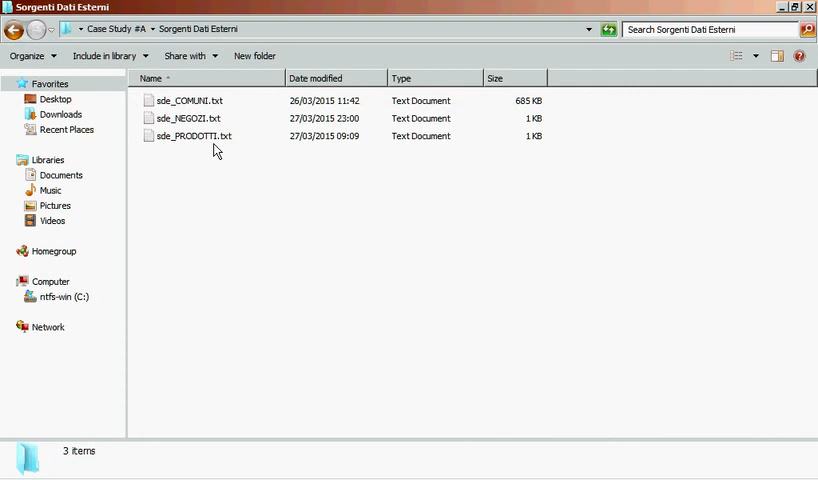 Sorgenti Dati Esterni
Case Study #A Sorgenti Dati Esterni
Search Sorgenti Dati Esterni
Organize Include in library Share with New folder
Favorites
Desktop
Downloads
Recent Places
Libraries
Documents
Music
Pictures
Videos
Homegroup
Computer
ntfs-win (C:)
Network
Name Date modified Type Size
sde_COMUNI.txt 26/03/2015 11:42 Text Document 685 KB
sde_NEGOZI.txt 27/03/2015 23:00 Text Document 1 KB
sde_PRODOTTI.txt 27/03/2015 09:09 Text Document 1 KB
3 items